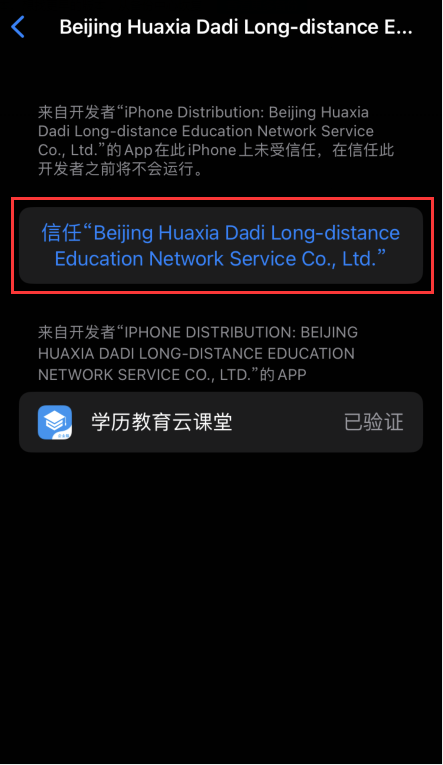 Beijing Huaxia Dadi Long-distance E...
来自开发者“iPhone Distribution: Beijing Huaxia
Dadi Long-distance Education Network Service
Co., Ltd.”的App在此iPhone上未受信任，在信任此
开发者之前将不会运行。
信任“Beijing Huaxia Dadi Long-distance
Education Network Service Co., Ltd.”
来自开发者“IPHONE DISTRIBUTION: BEIJING
HUAXIA DADI LONG-DISTANCE EDUCATION
NETWORK SERVICE CO., LTD.”的APP
学历教育云课堂 已验证